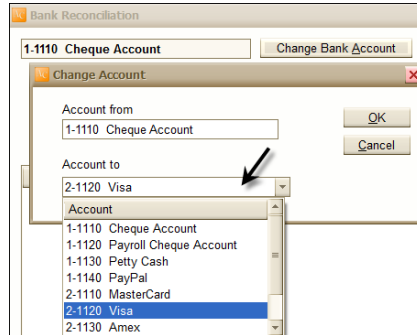 Bank Reconciliation
1-1110 Cheque Account
Change Bank Account
Change Account
Account from
1-1110 Cheque Account
OK
Account to
Cancel
2-1120 Visa
Account
1-1110 Cheque Account
1-1120 Payroll Cheque Account
1-1130 Petty Cash
1-1140 PayPal
2-1110 MasterCard
2-1120 Visa
2-1130 Amex